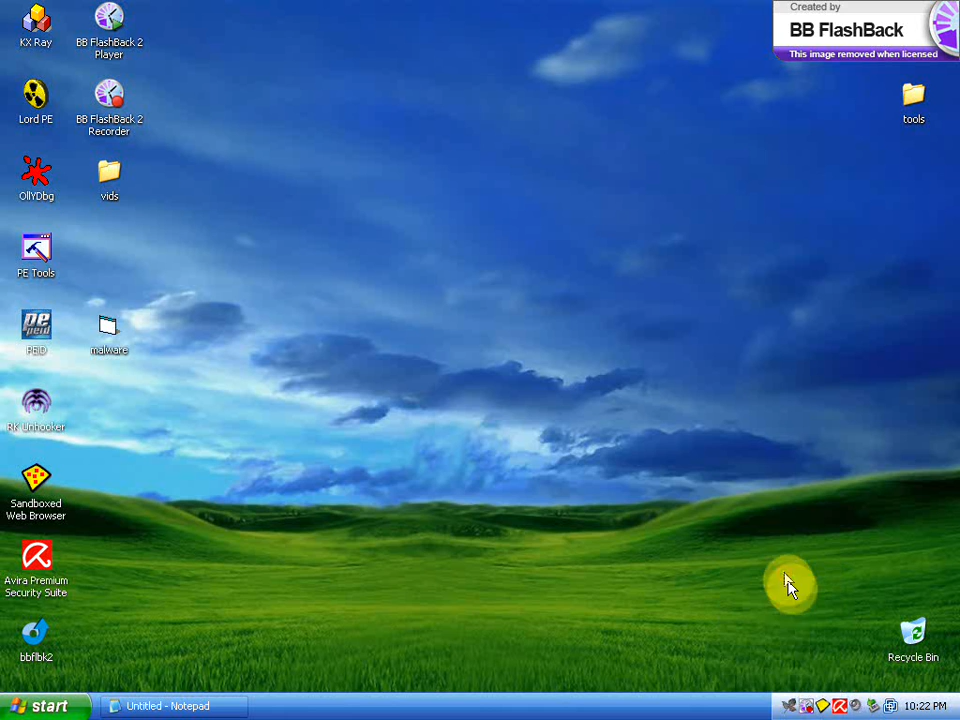 KX Ray
BB FlashBack 2
Player
Created by
BB FlashBack
This image removed when licensed
Lord PE
BB FlashBack 2
Recorder
tools
OllYDbg
vids
PE Tools
PE
peid
PEiD
malware
RK Unhooker
Sandboxed
Web Browser
Avira Premium
Security Suite
bbflbk2
Recycle Bin
start
Untitled - Notepad
10:22 PM